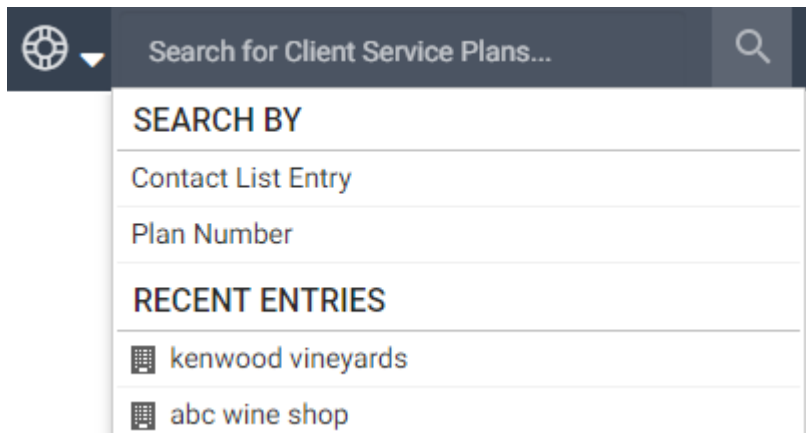 Search for Client Service Plans...
SEARCH BY
Contact List Entry
Plan Number
RECENT ENTRIES
kenwood vineyards
abc wine shop